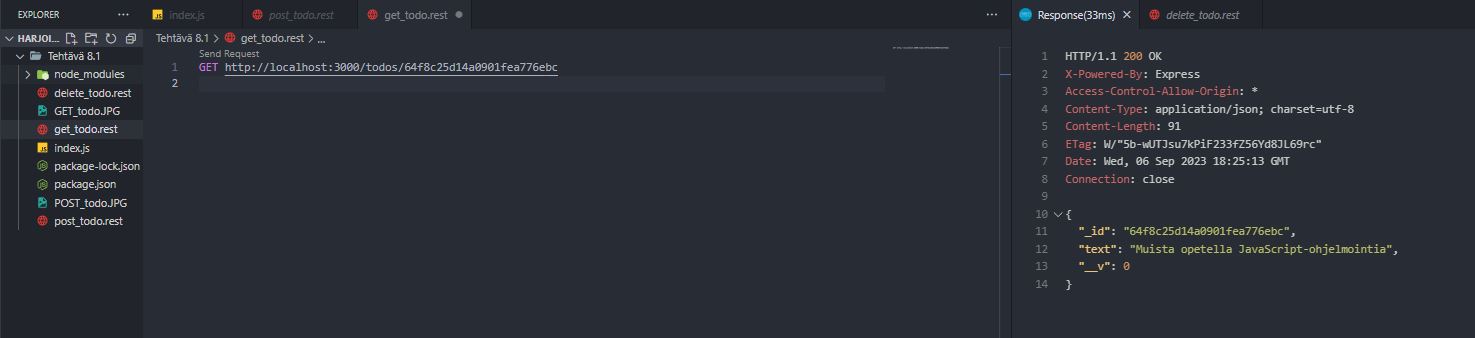 EXPLORER
HARJOI...
Tehtävä 8.1
node_modules
delete_todo.rest
GET_todo.JPG
get_todo.rest
index.js
package-lock.json
package.json
POST_todo.JPG
post_todo.rest
index.js
post_todo.rest
get_todo.rest
Tehtävä 8.1 > get_todo.rest > ...
Send Request
1 GET http://localhost:3000/todos/64f8c25d14a0901fea776ebc
2
Response(33ms)
delete_todo.rest
1 HTTP/1.1 200 OK
2 X-Powered-By: Express
3 Access-Control-Allow-Origin: *
4 Content-Type: application/json; charset=utf-8
5 Content-Length: 91
6 ETag: W/"5b-wUTJsu7kPiF233fZ56Yd8JL69rc"
7 Date: Wed, 06 Sep 2023 18:25:13 GMT
8 Connection: close
9
10 {
11 "_id": "64f8c25d14a0901fea776ebc",
12 "text": "Muista opetella JavaScript-ohjelmointia",
13 "__v": 0
14 }